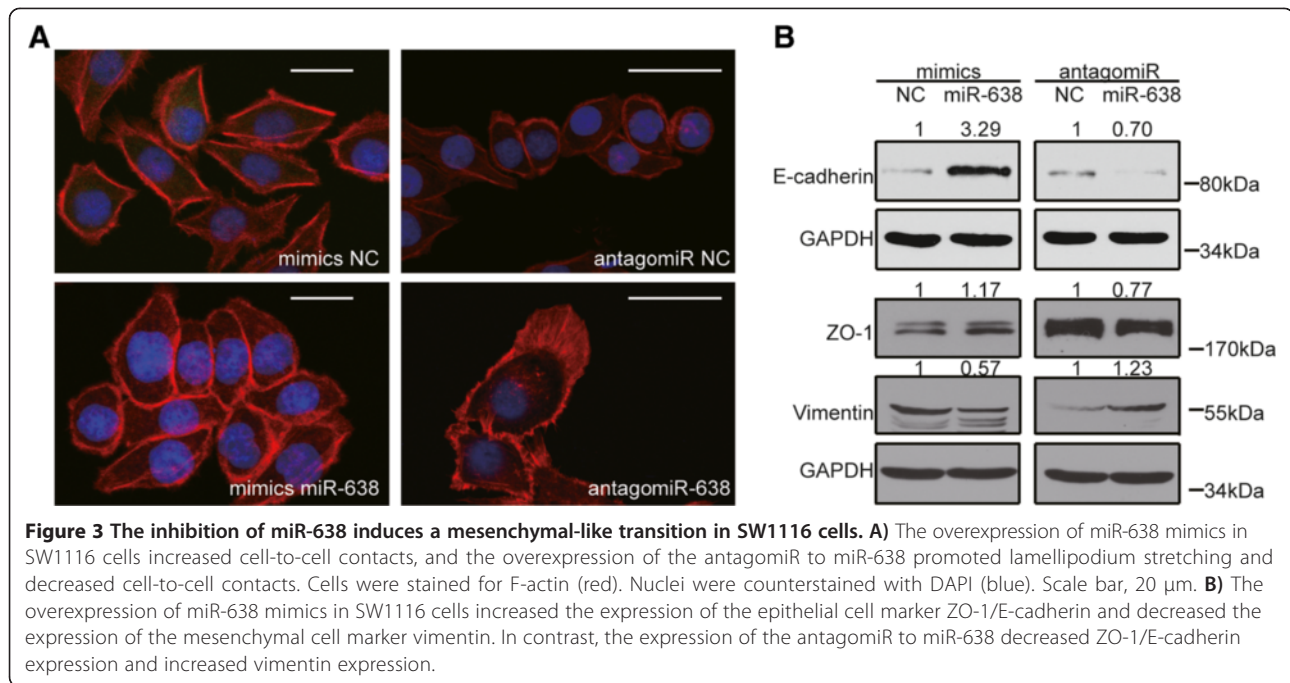 A
mimics NC
antagomiR NC
mimics miR-638
antagomiR-638
B
mimics antagomiR
NC miR-638 NC miR-638
1 3.29 1 0.70
E-cadherin
—80kDa
GAPDH
—34kDa
1 1.17 1 0.77
ZO-1
—170kDa
1 0.57 1 1.23
Vimentin
—55kDa
GAPDH
—34kDa
Figure 3 The inhibition of miR-638 induces a mesenchymal-like transition in SW1116 cells. A) The overexpression of miR-638 mimics in
SW1116 cells increased cell-to-cell contacts, and the overexpression of the antagomiR to miR-638 promoted lamellipodium stretching and
decreased cell-to-cell contacts. Cells were stained for F-actin (red). Nuclei were counterstained with DAPI (blue). Scale bar, 20 μm. B) The
overexpression of miR-638 mimics in SW1116 cells increased the expression of the epithelial cell marker ZO-1/E-cadherin and decreased the
expression of the mesenchymal cell marker vimentin. In contrast, the expression of the antagomiR to miR-638 decreased ZO-1/E-cadherin
expression and increased vimentin expression.